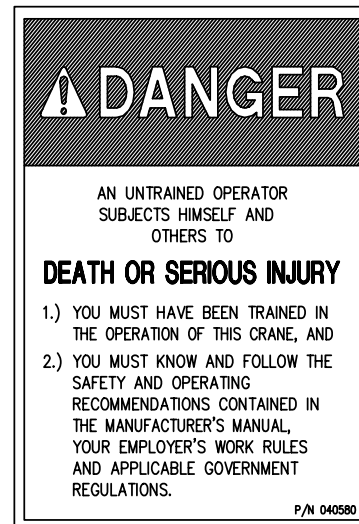 DANGER
AN UNTRAINED OPERATOR
SUBJECTS HIMSELF AND
OTHERS TO
DEATH OR SERIOUS INJURY
1.) YOU MUST HAVE BEEN TRAINED IN
THE OPERATION OF THIS CRANE, AND
2.) YOU MUST KNOW AND FOLLOW THE
SAFETY AND OPERATING
RECOMMENDATIONS CONTAINED IN
THE MANUFACTURER'S MANUAL,
YOUR EMPLOYER'S WORK RULES
AND APPLICABLE GOVERNMENT
REGULATIONS.
P/N 040580